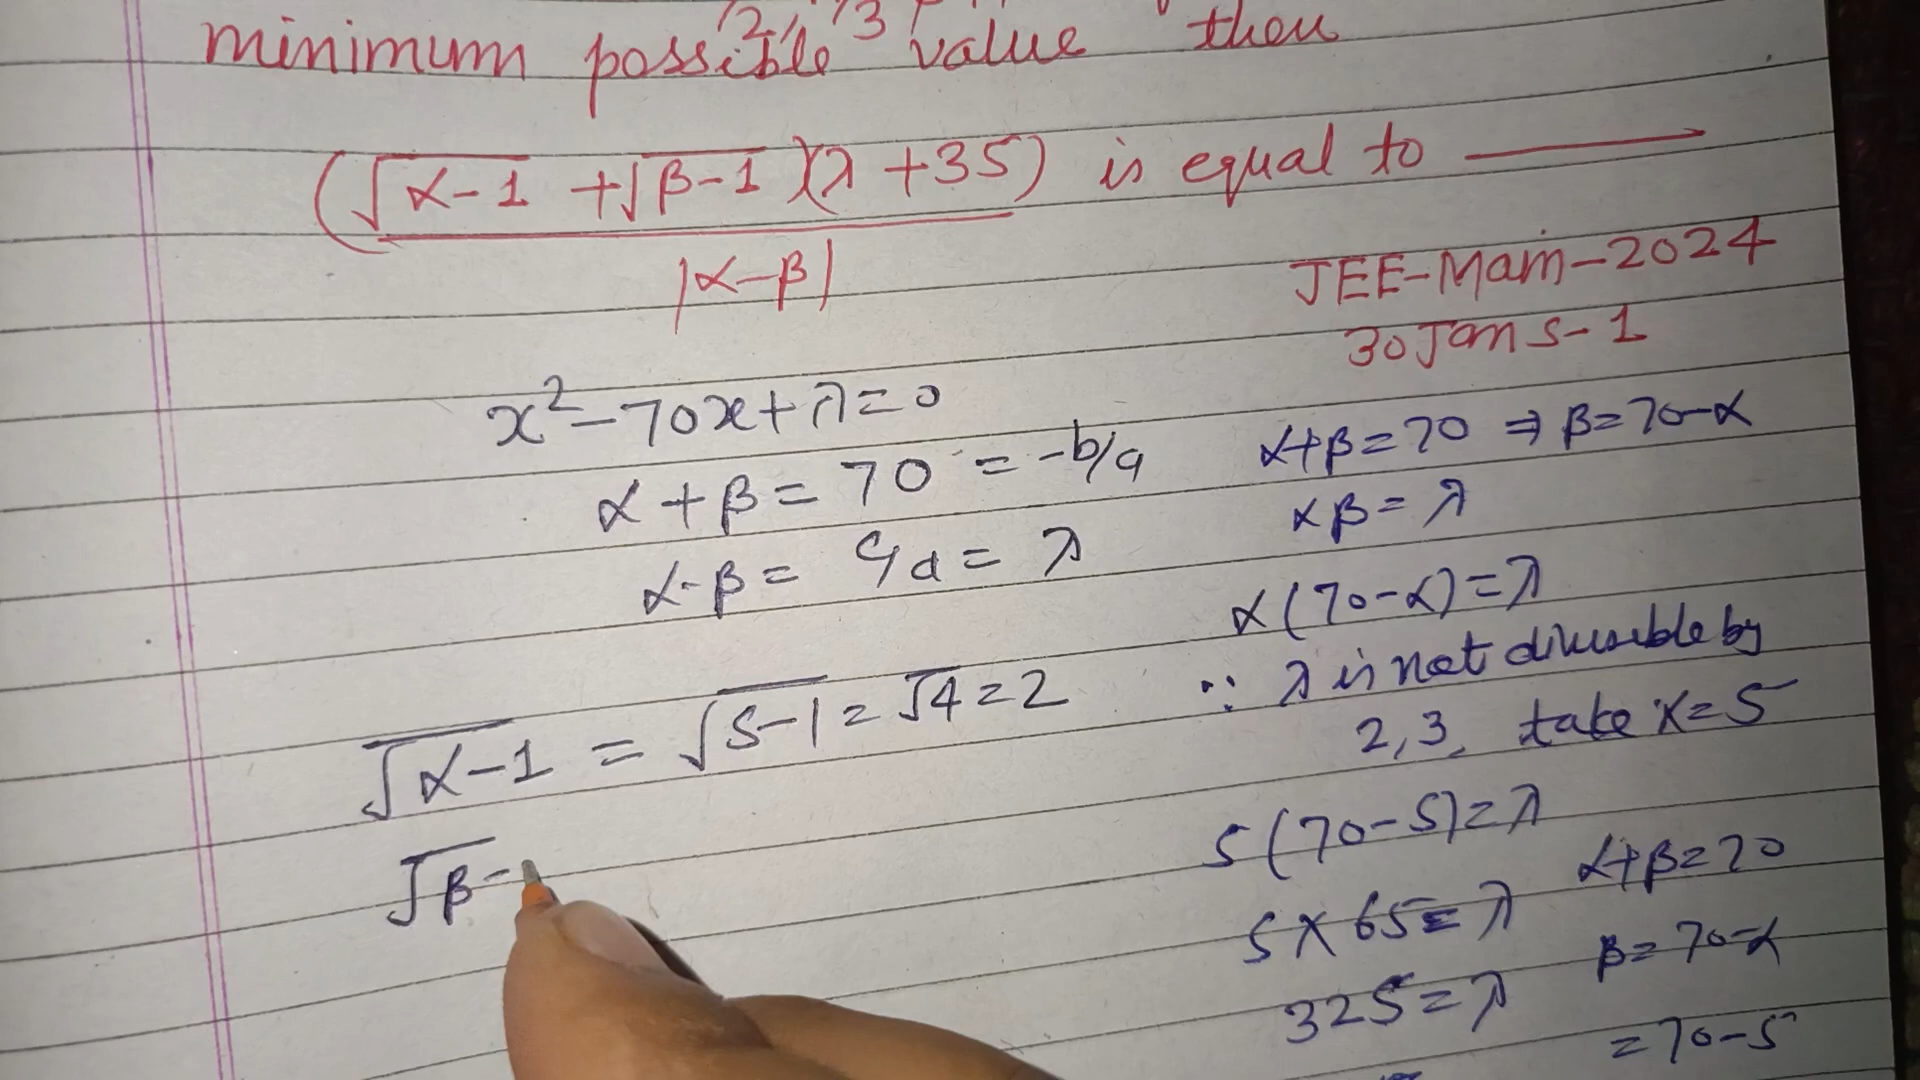 2 / 3
minimum possible value then
(√α-1 + √β-1)(λ+35) is equal to
|α-β|
JEE-Main-2024
30 Jan S-1
x²-70x+λ=0
α+β=70=-b/a
α·β= c/a = λ
√α-1 = √5-1 = √4=2
√β-
α+β=70 ⇒ β=70-α
αβ=λ
α(70-α)=λ
∵ λ is not divisible by
2,3, take α=5
5(70-5)=λ
5×65=λ
325=λ
α+β=70
β=70-α
=70-5